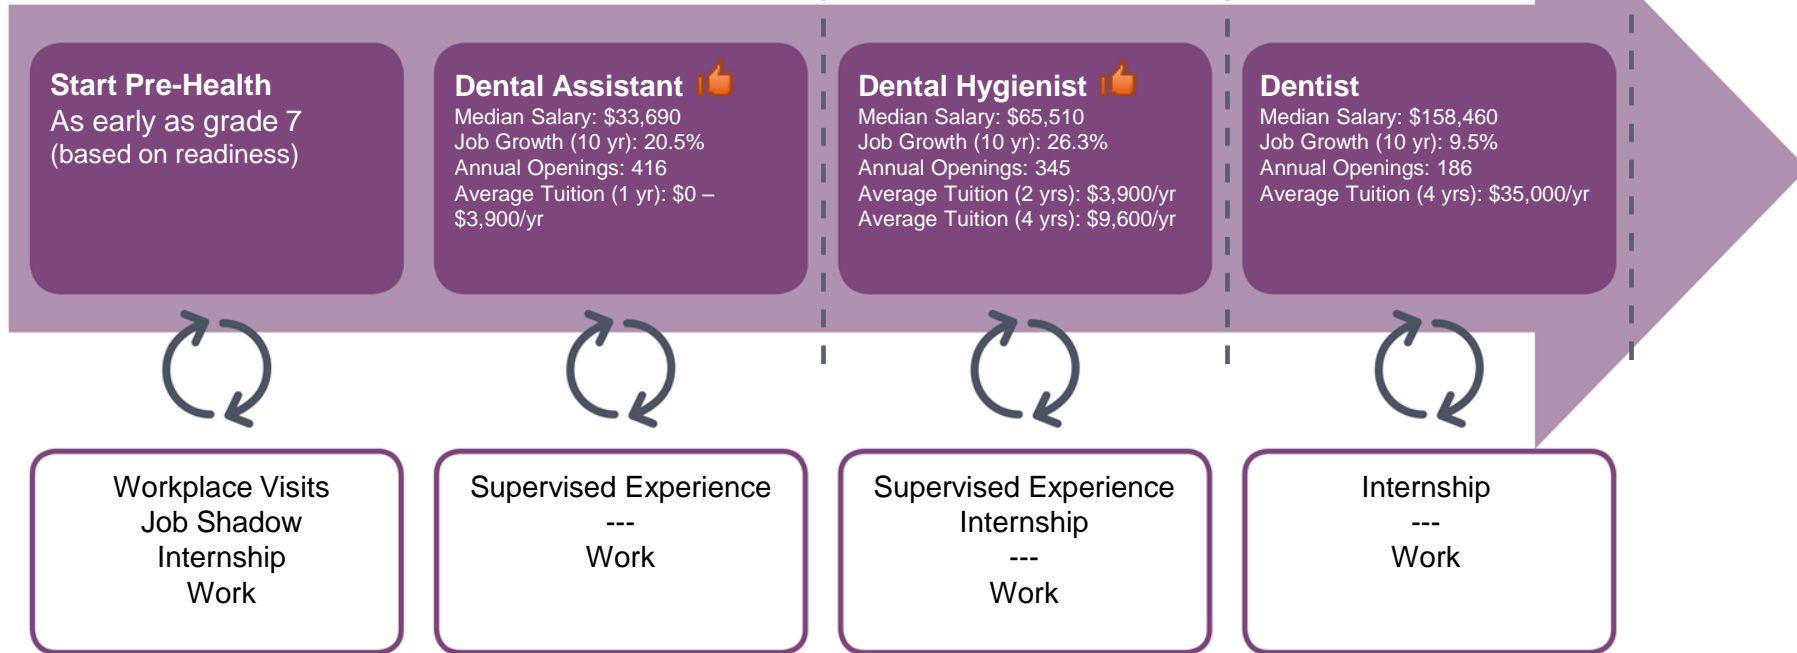 Start Pre-Health
As early as grade 7
(based on readiness)
Dental Assistant
Median Salary: $33,690
Job Growth (10 yr): 20.5%
Annual Openings: 416
Average Tuition (1 yr): $0 –
$3,900/yr
Dental Hygienist
Median Salary: $65,510
Job Growth (10 yr): 26.3%
Annual Openings: 345
Average Tuition (2 yrs): $3,900/yr
Average Tuition (4 yrs): $9,600/yr
Dentist
Median Salary: $158,460
Job Growth (10 yr): 9.5%
Annual Openings: 186
Average Tuition (4 yrs): $35,000/yr
Workplace Visits
Job Shadow
Internship
Work
Supervised Experience
---
Work
Supervised Experience
Internship
---
Work
Internship
---
Work